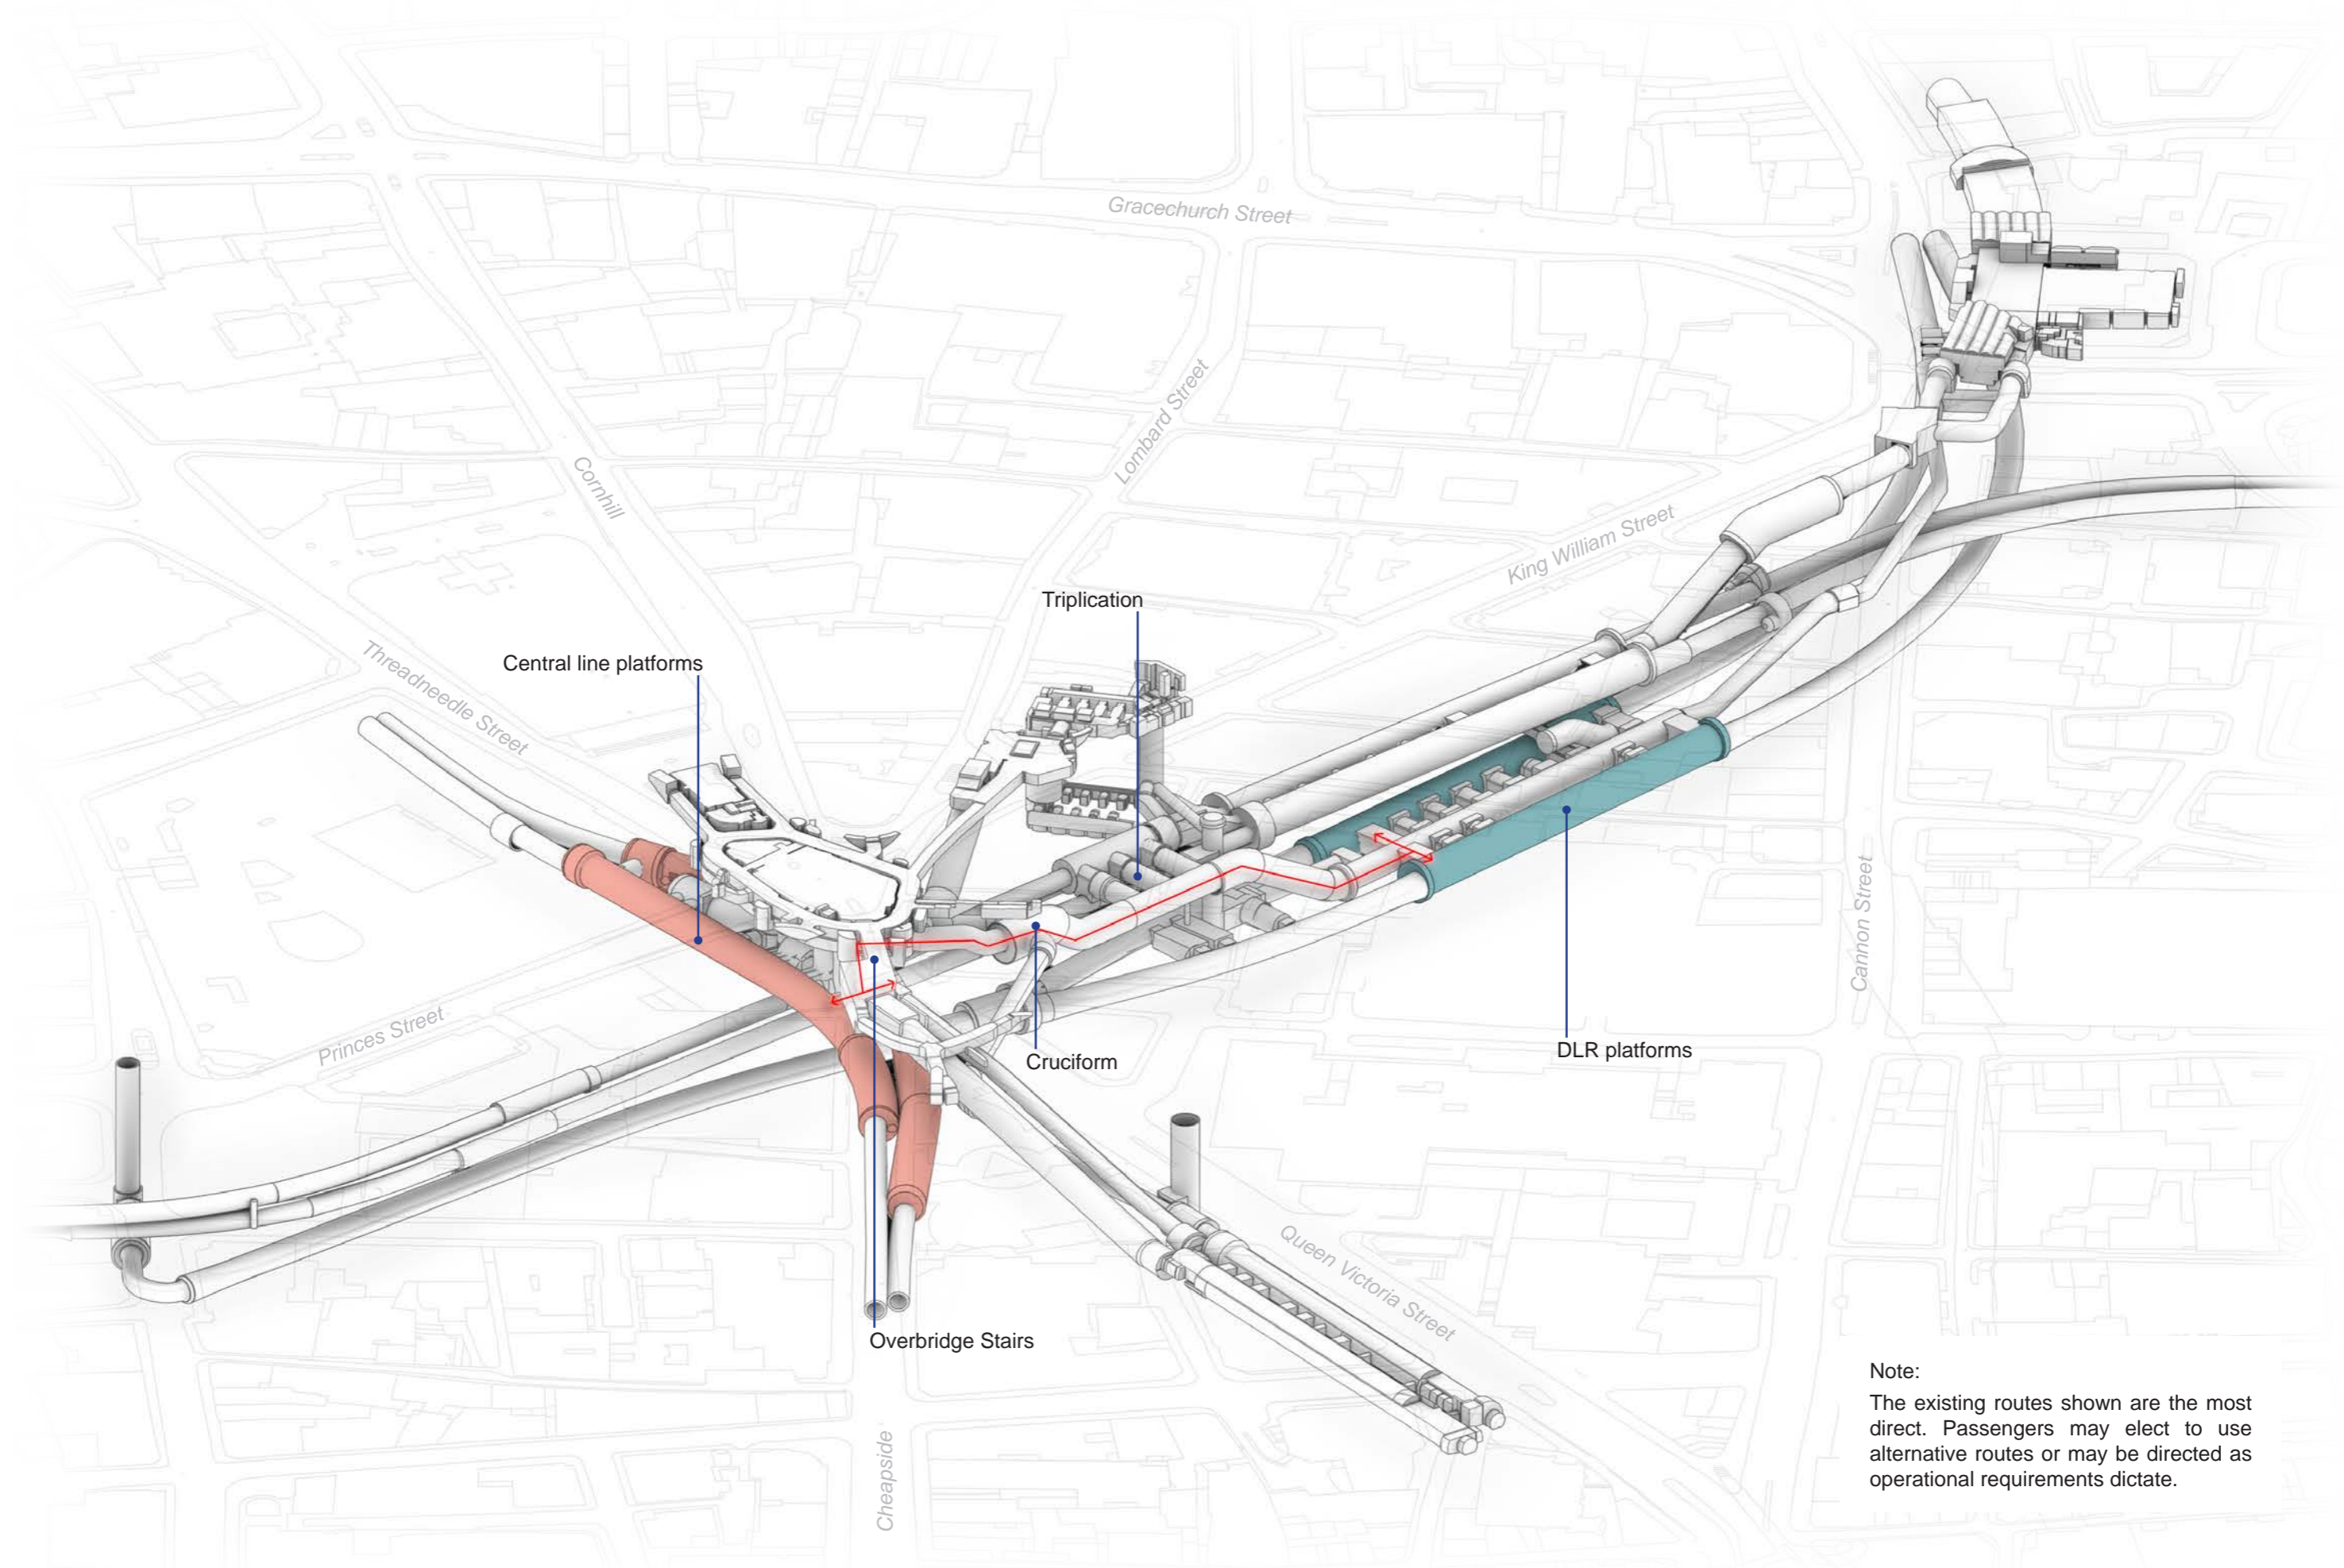 Gracechurch Street
Lombard Street
Cornhill
King William Street
Triplication
Central line platforms
Threadneedle Street
Cannon Street
Princes Street
Cruciform
DLR platforms
Queen Victoria Street
Overbridge Stairs
Cheapside
Note:
The existing routes shown are the most
direct. Passengers may elect to use
alternative routes or may be directed as
operational requirements dictate.